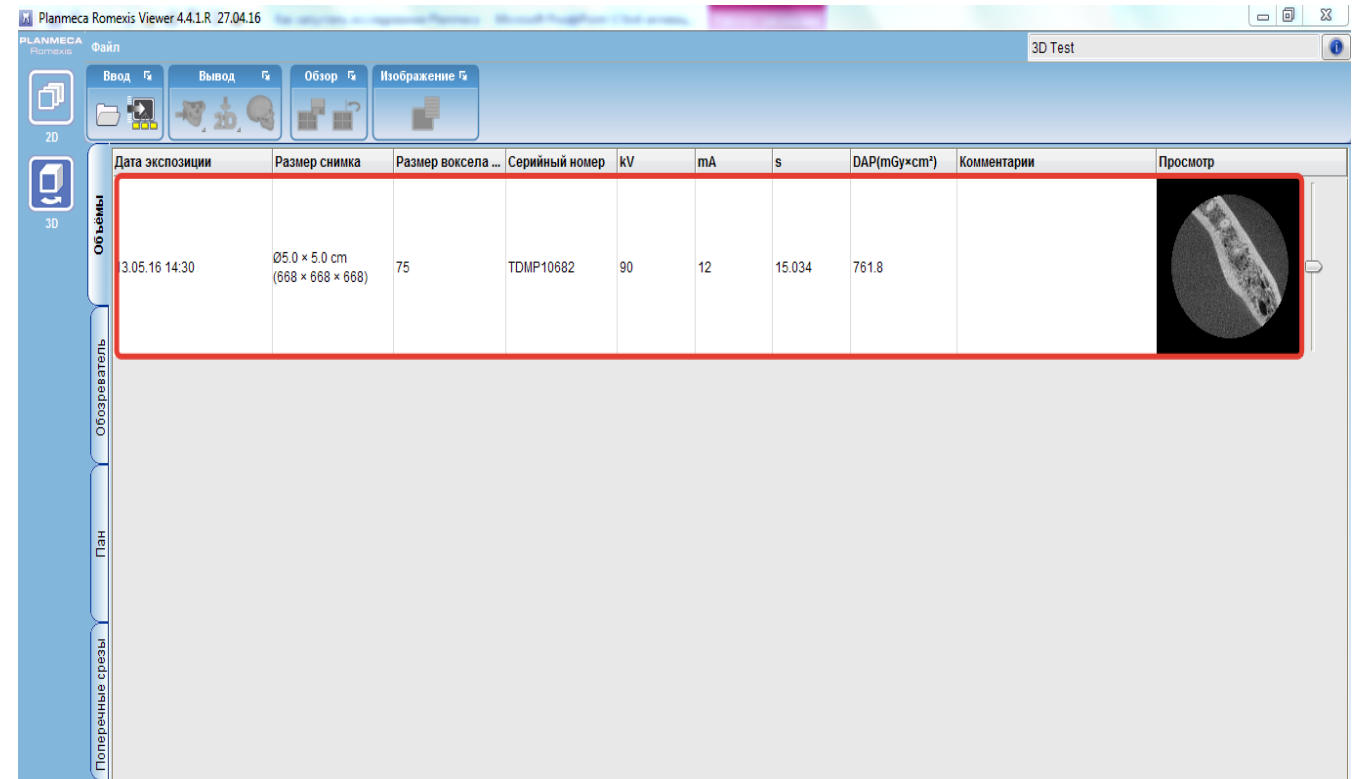 Planmeca Romexis Viewer 4.4.1.R 27.04.16
PLANMECA
Romexis
Файл
3D Test
2D
3D
Ввод
Вывод
Обзор
Изображение
2D
Дата экспозиции Размер снимка Размер воксела ... Серийный номер kV mA s DAP(mGy×cm²) Комментарии Просмотр
13.05.16 14:30 Ø5.0 × 5.0 cm 75 TDMP10682 90 12 15.034 761.8
(668 × 668 × 668)
Объёмы
Обозреватель
Пан
Поперечные срезы